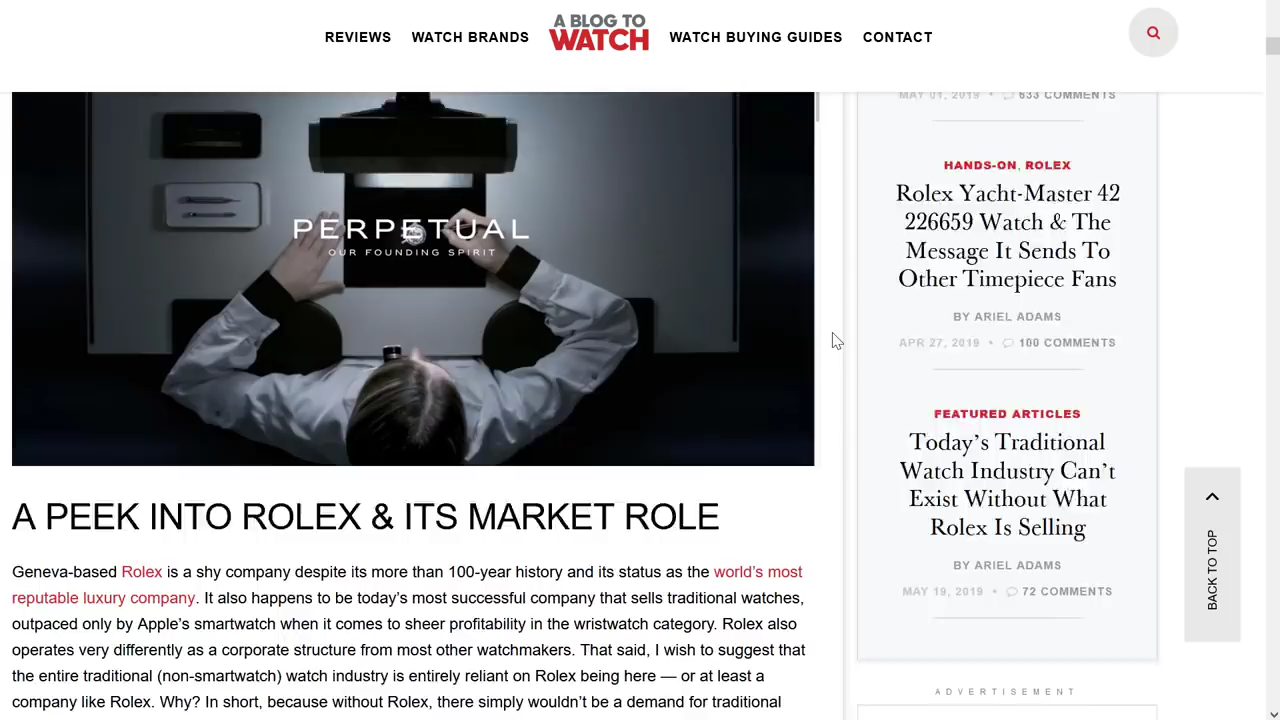 REVIEWS
WATCH BRANDS
A BLOG TO
WATCH
WATCH BUYING GUIDES
CONTACT
PERPETUAL
OUR FOUNDING SPIRIT
A PEEK INTO ROLEX & ITS MARKET ROLE
Geneva-based Rolex is a shy company despite its more than 100-year history and its status as the world's most
reputable luxury company. It also happens to be today's most successful company that sells traditional watches,
outpaced only by Apple's smartwatch when it comes to sheer profitability in the wristwatch category. Rolex also
operates very differently as a corporate structure from most other watchmakers. That said, I wish to suggest that
the entire traditional (non-smartwatch) watch industry is entirely reliant on Rolex being here — or at least a
company like Rolex. Why? In short, because without Rolex, there simply wouldn't be a demand for traditional
MAY 01, 2019 • 633 COMMENTS
HANDS-ON, ROLEX
Rolex Yacht-Master 42
226659 Watch & The
Message It Sends To
Other Timepiece Fans
BY ARIEL ADAMS
APR 27, 2019 • 100 COMMENTS
FEATURED ARTICLES
Today's Traditional
Watch Industry Can't
Exist Without What
Rolex Is Selling
BY ARIEL ADAMS
MAY 19, 2019 • 72 COMMENTS
ADVERTISEMENT
BACK TO TOP